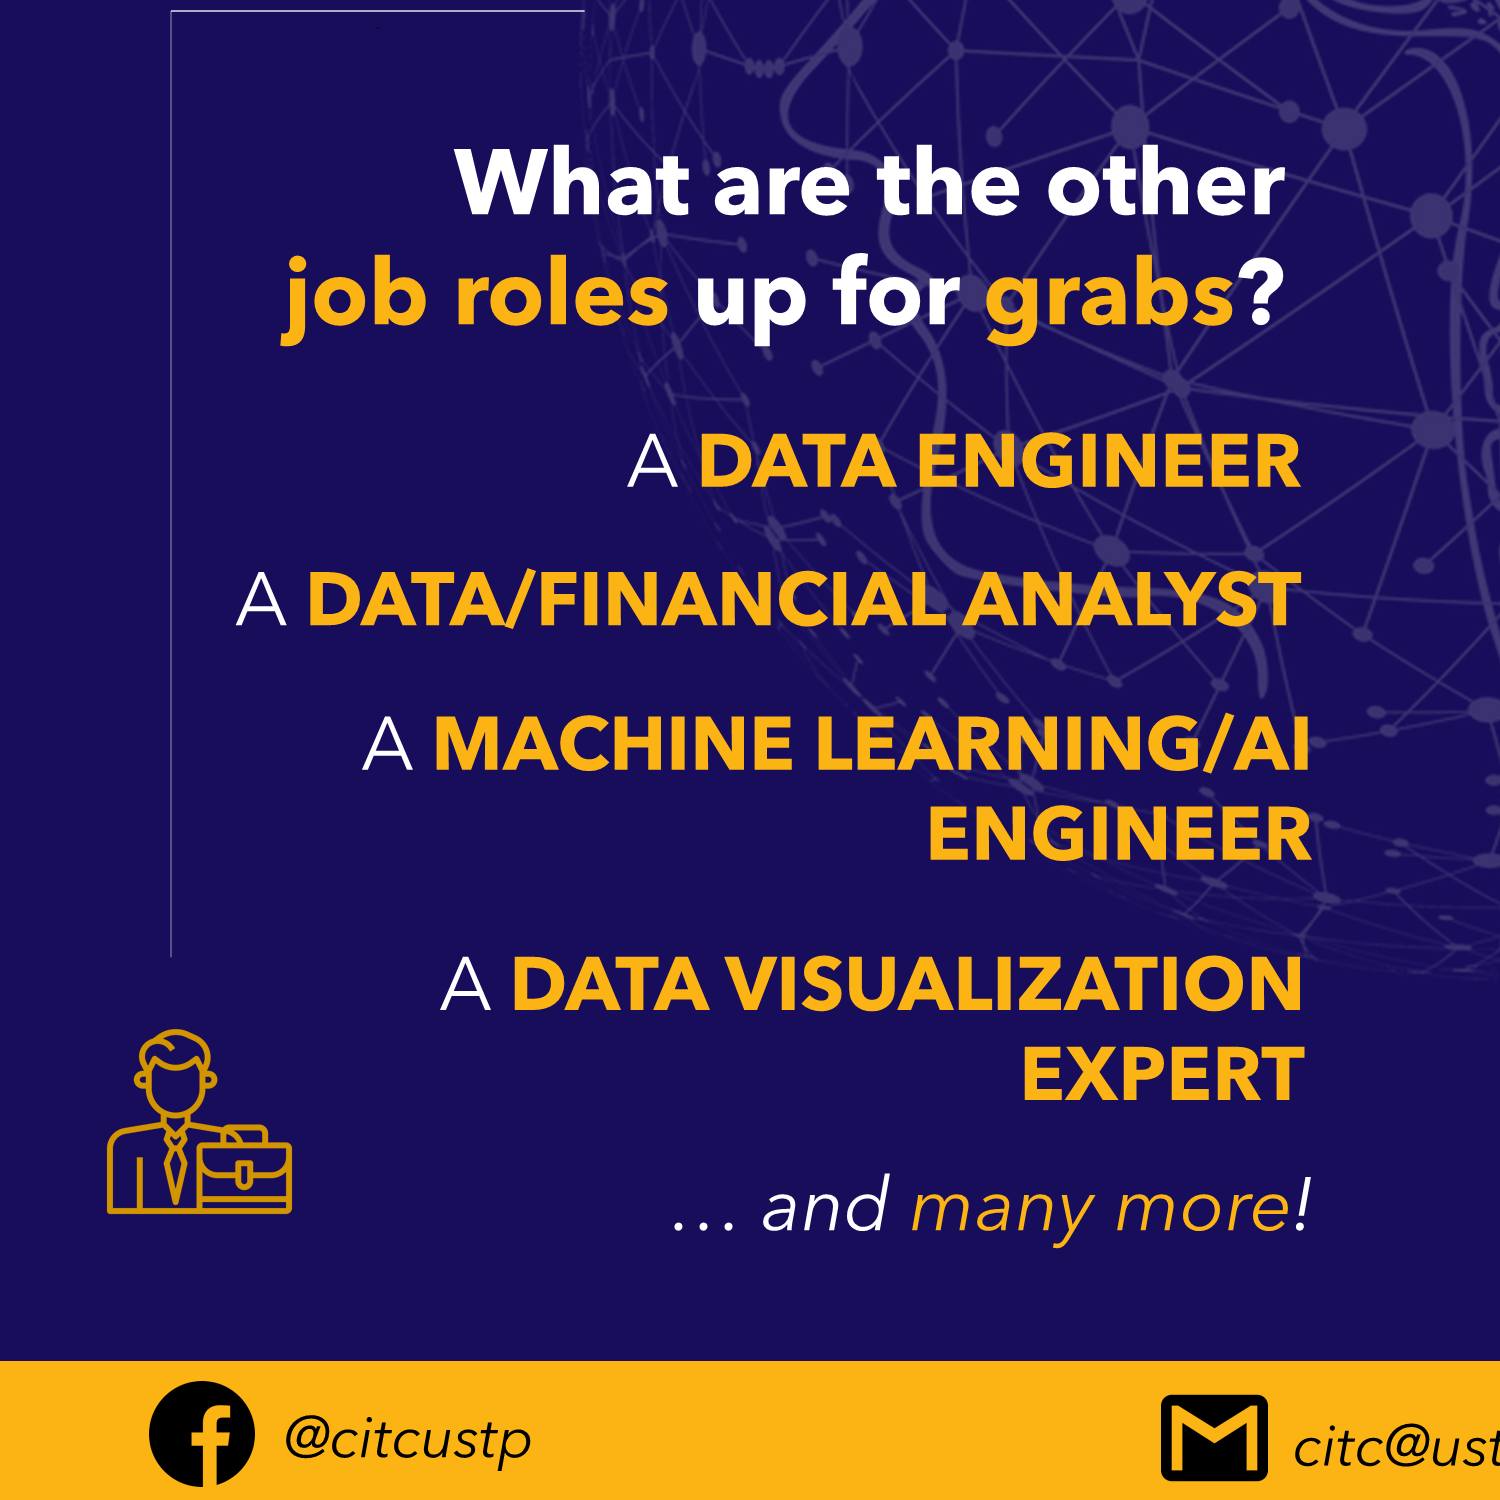 What are the other
job roles up for grabs?
A DATA ENGINEER
A DATA/FINANCIAL ANALYST
A MACHINE LEARNING/AI
ENGINEER
A DATA VISUALIZATION
EXPERT
... and many more!
@citcustp
citc@ust